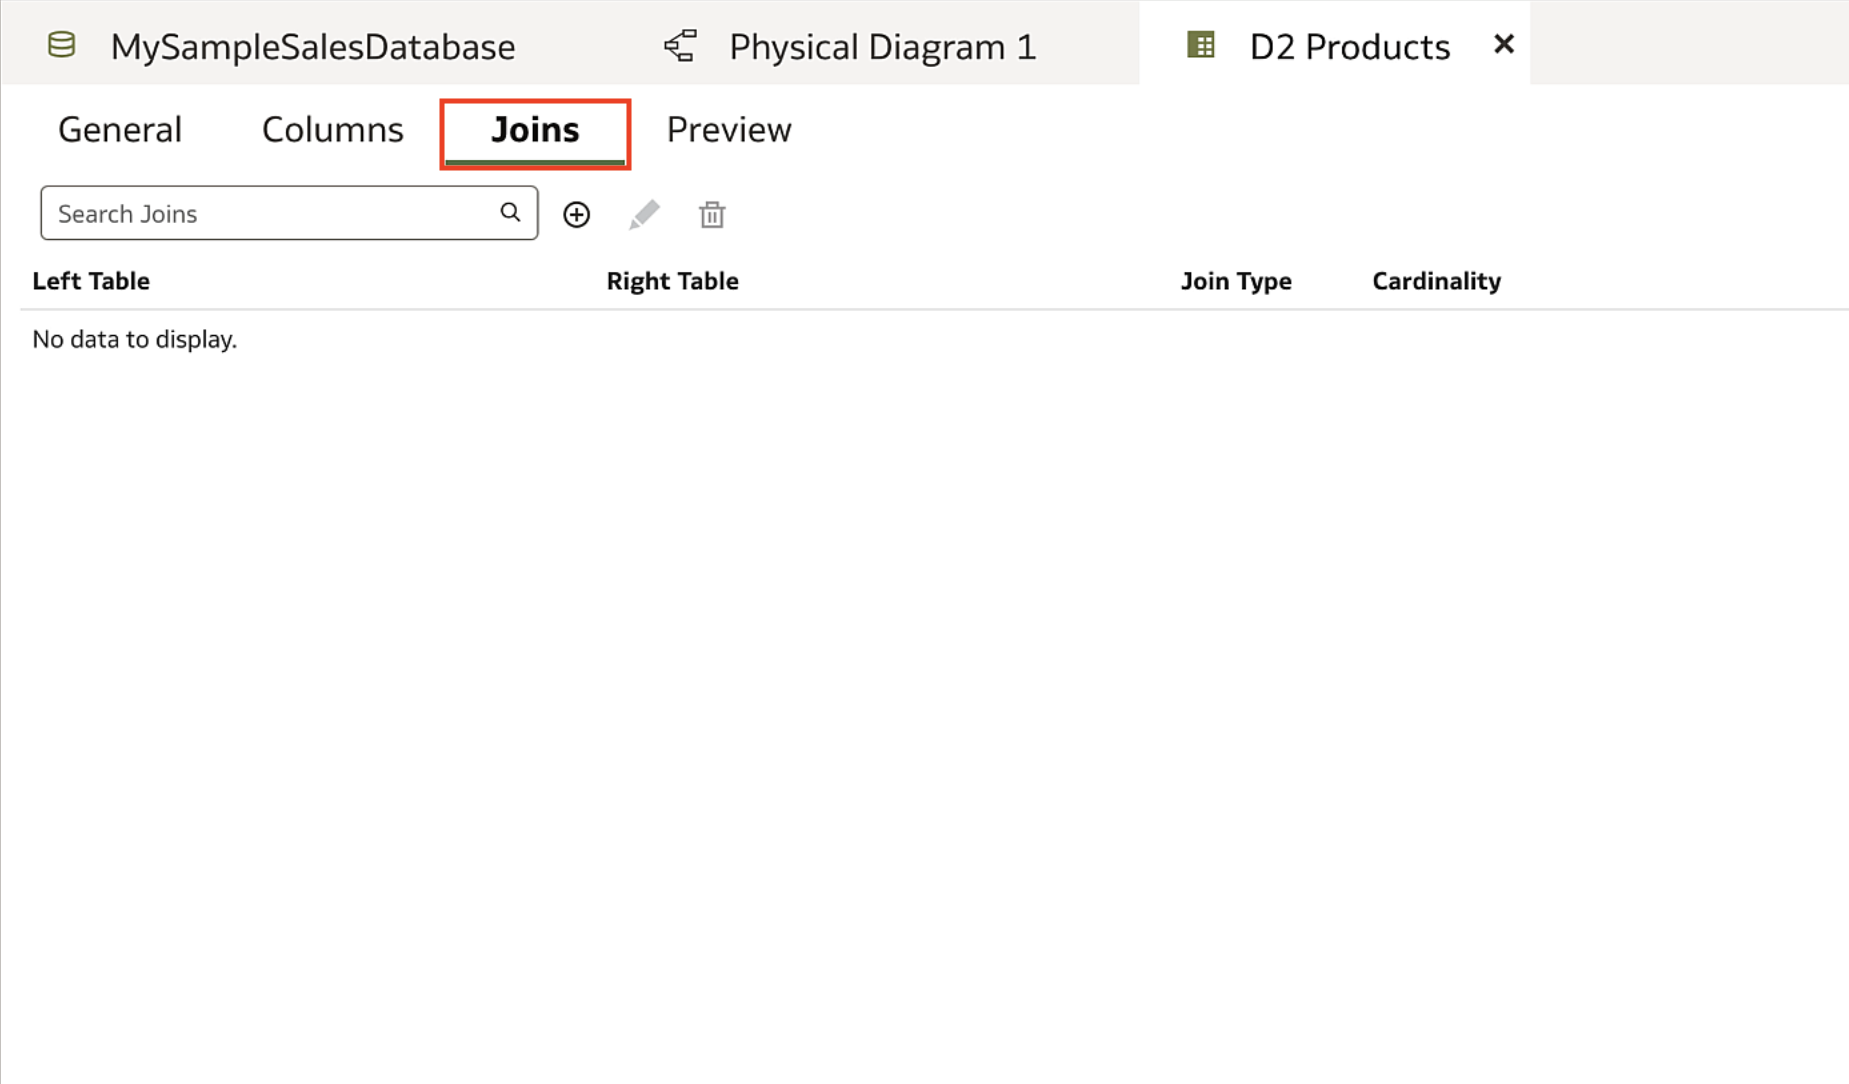 MySampleSalesDatabase Physical Diagram 1 D2 Products
General Columns Joins Preview
Search Joins
Left Table Right Table Join Type Cardinality
No data to display.